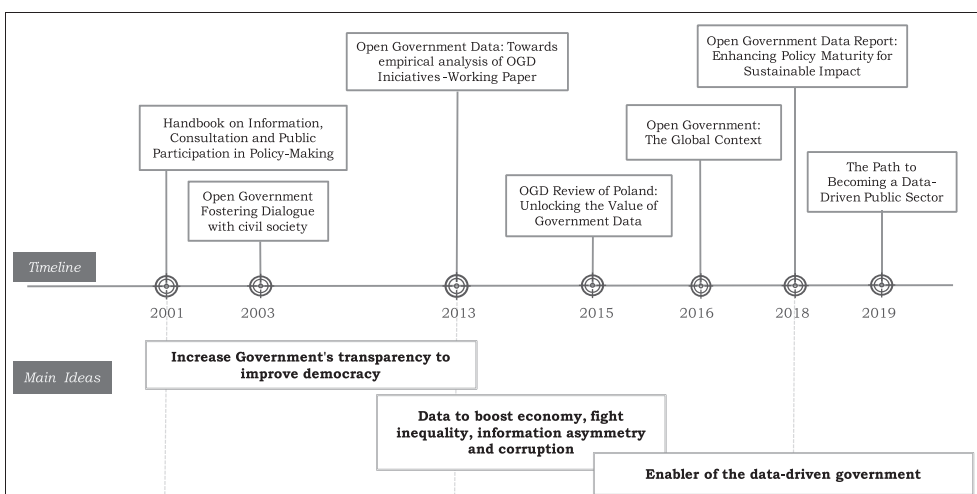 Open Government Data: Towards
empirical analysis of OGD
Initiatives -Working Paper
Open Government Data Report:
Enhancing Policy Maturity for
Sustainable Impact
Handbook on Information,
Consultation and Public
Participation in Policy-Making
Open Government:
The Global Context
Open Government
Fostering Dialogue
with civil society
OGD Review of Poland:
Unlocking the Value of
Government Data
The Path to
Becoming a Data-
Driven Public Sector
Timeline
2001 2003 2013 2015 2016 2018 2019
Main Ideas
Increase Government's transparency to
improve democracy
Data to boost economy, fight
inequality, information asymmetry
and corruption
Enabler of the data-driven government